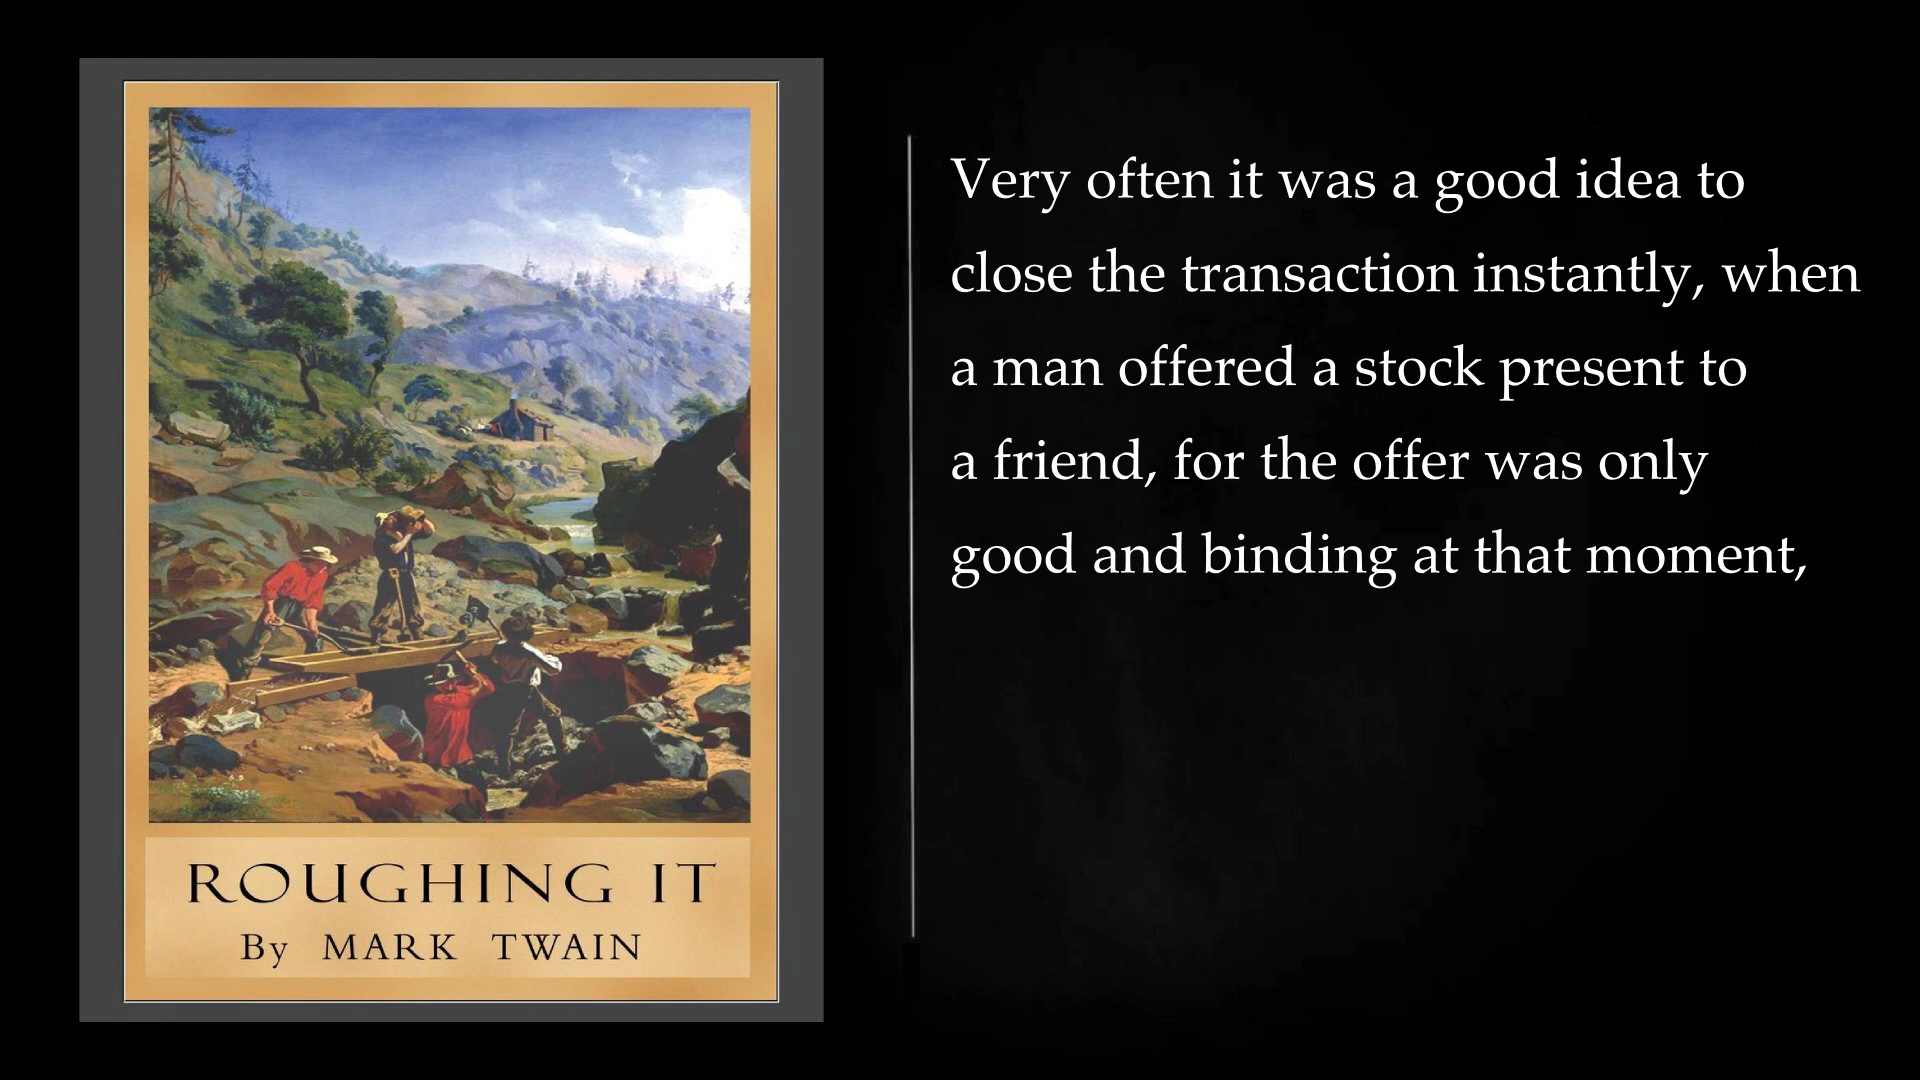 ROUGHING IT
By MARK TWAIN
Very often it was a good idea to
close the transaction instantly, when
a man offered a stock present to
a friend, for the offer was only
good and binding at that moment,